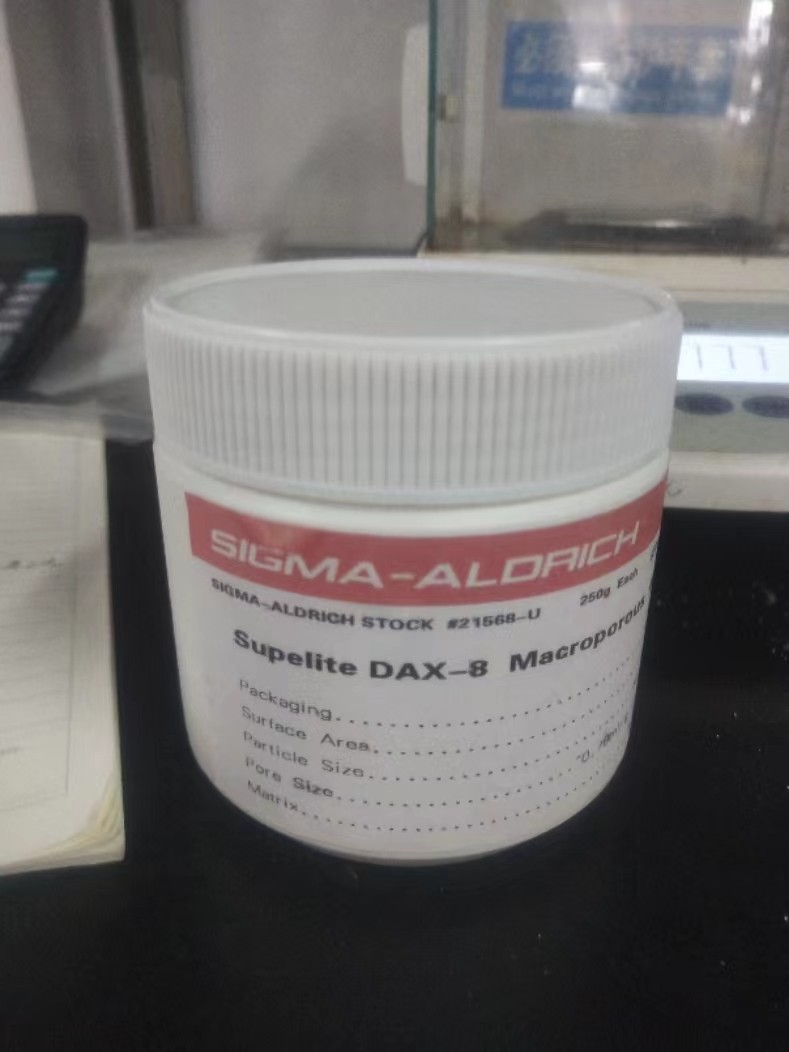 SIGMA-ALDRICH
SIGMA-ALDRICH STOCK #21568-U 250g Each
Supelite DAX-8 Macroporous
Packaging
Surface Area
Particle Size
Pore Size
Matrix